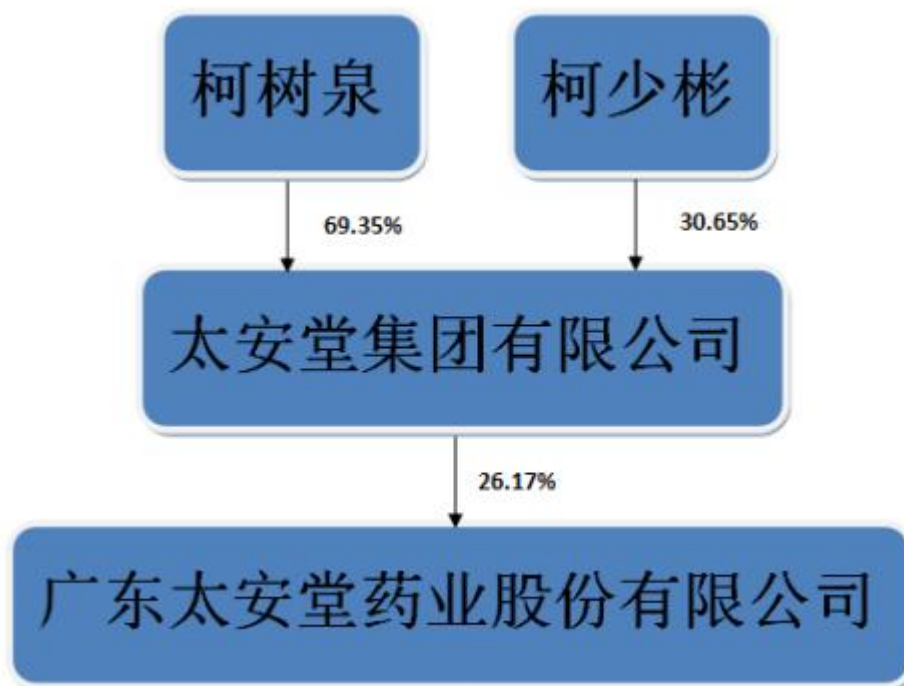 柯树泉
柯少彬
69.35%
30.65%
太安堂集团有限公司
26.17%
广东太安堂药业股份有限公司